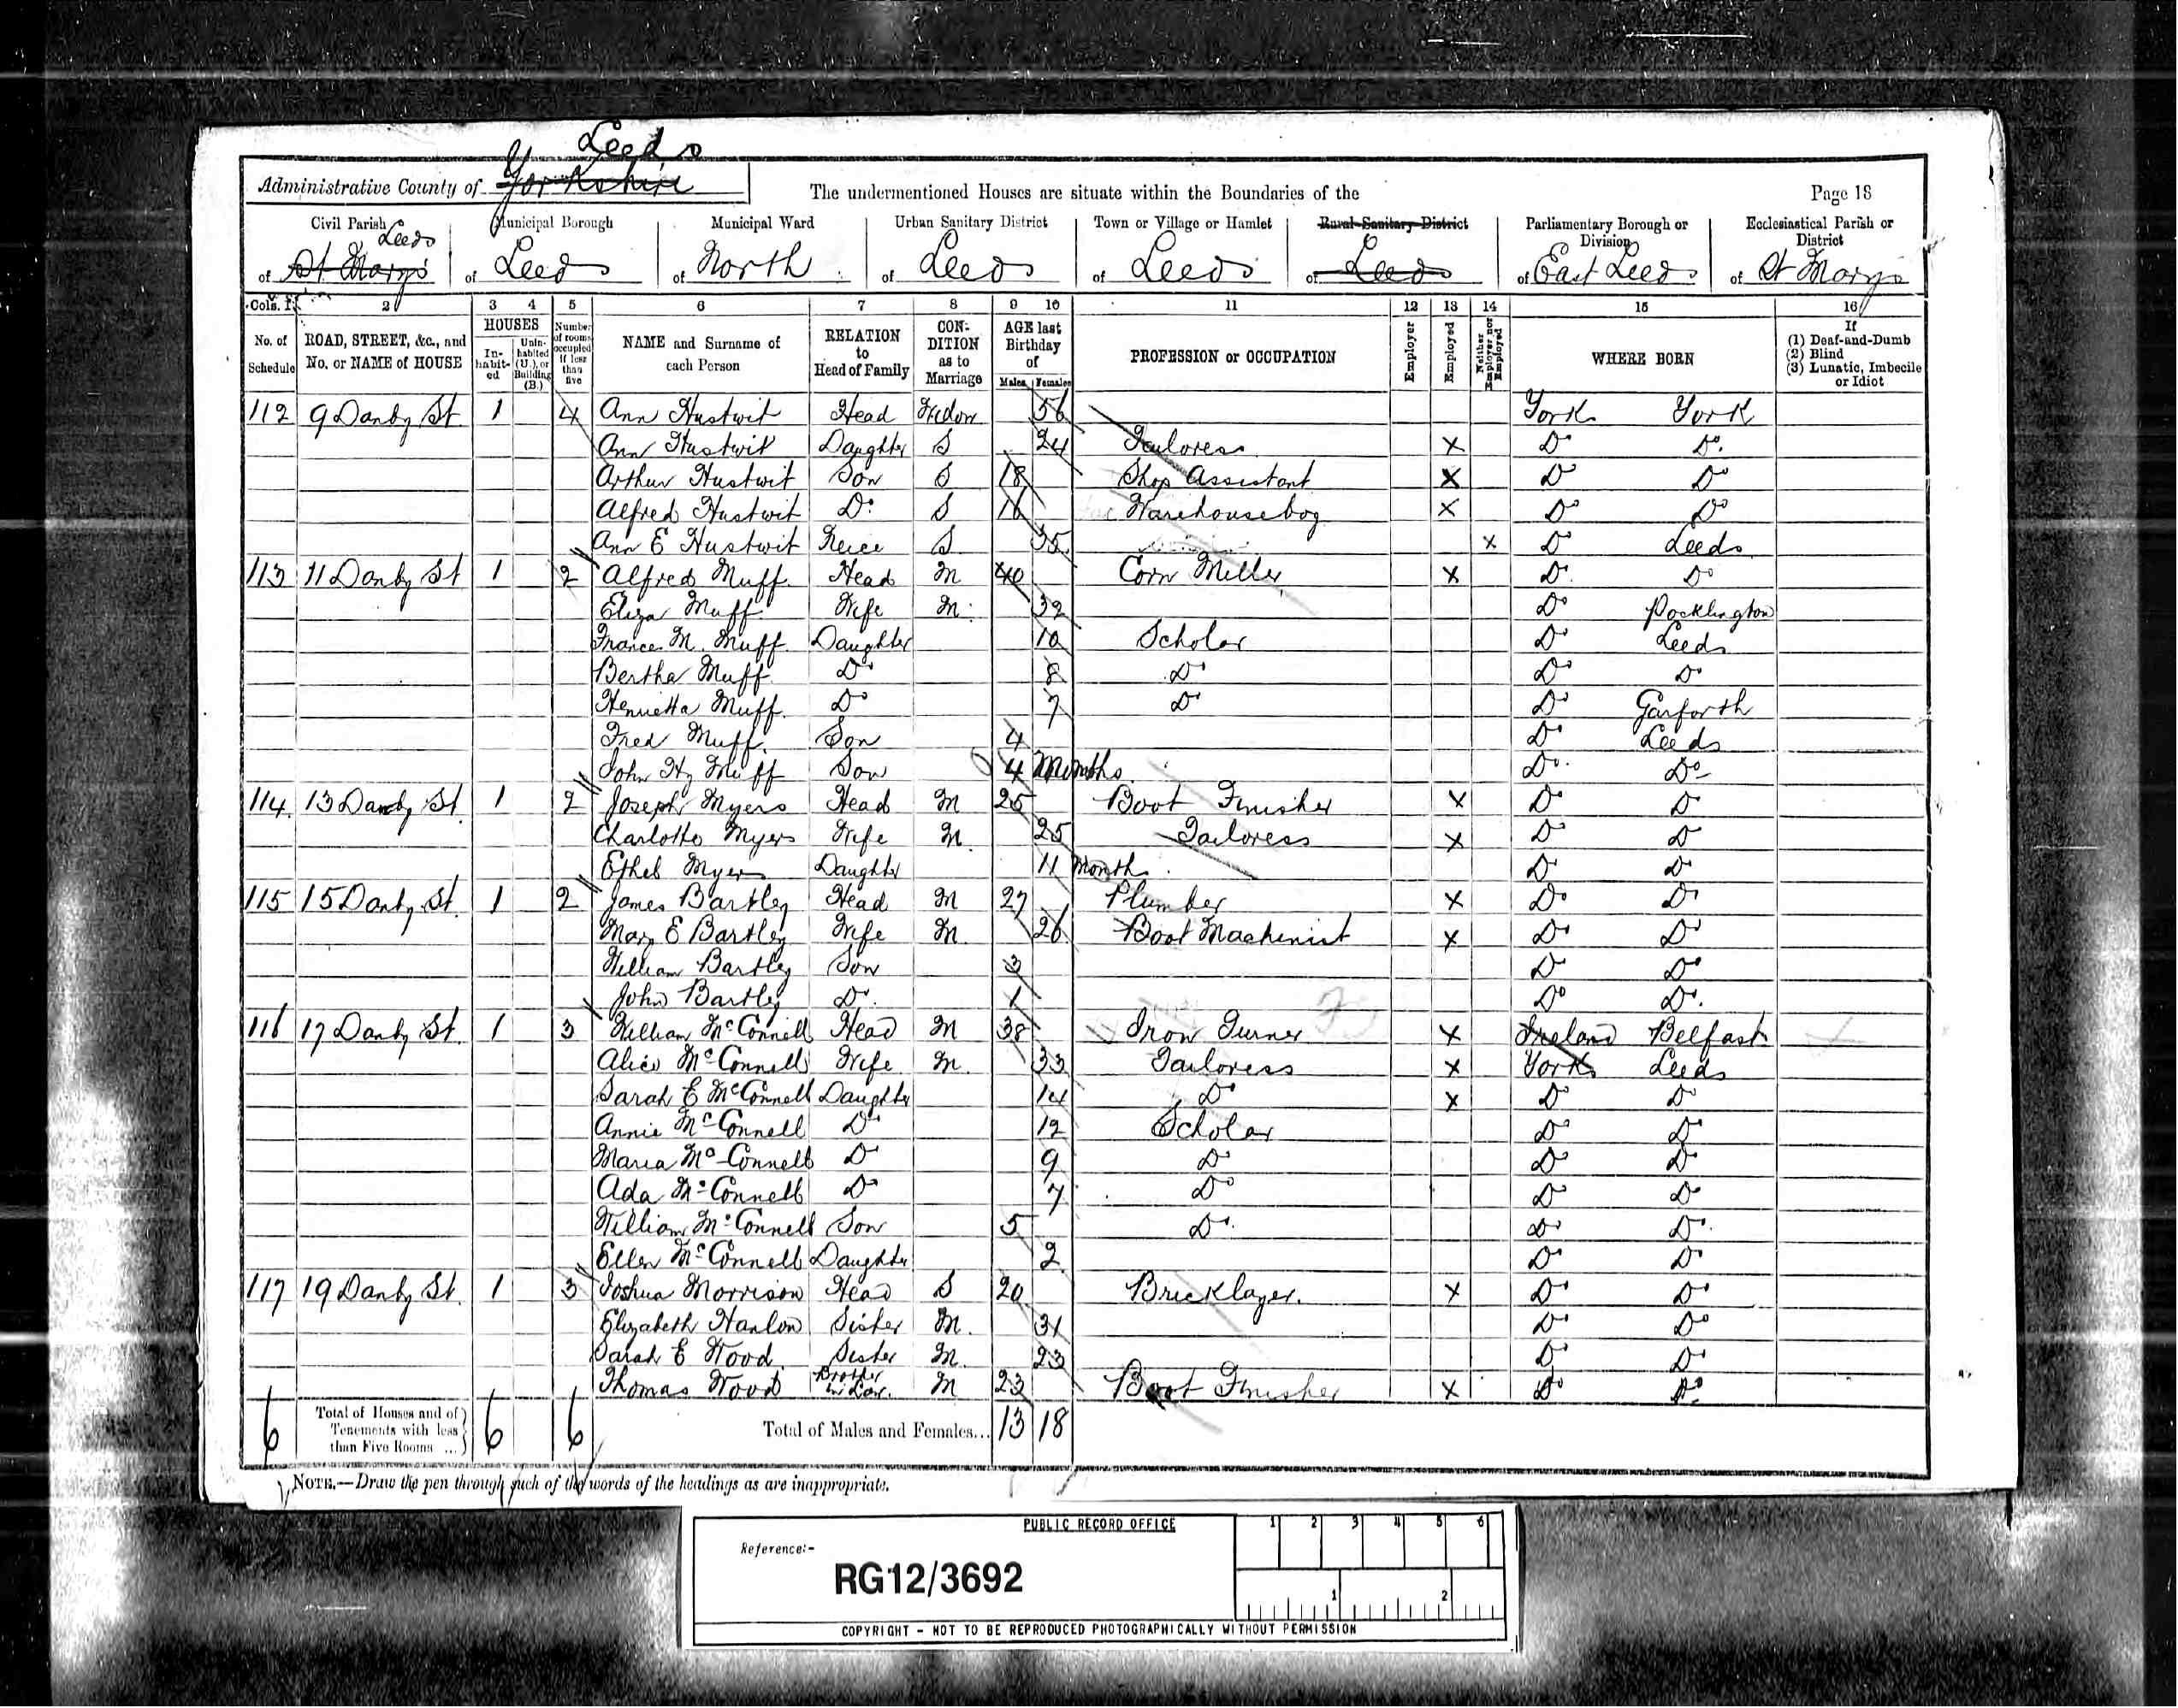 Leeds
Administrative County of Yorkshire The undermentioned Houses are situate within the Boundaries of the Page 18
Civil Parish Municipal Borough Municipal Ward Urban Sanitary District Town or Village or Hamlet Rural Sanitary District Parliamentary Borough or Division Ecclesiastical Parish or District
Leeds
of St Mary's of Leeds of North of Leeds of Leeds of Leeds of East Leeds of St Marys
Cols. 1 2 3 4 5 6 7 8 9 10 11 12 13 14 15 16
No. of Schedule ROAD, STREET, &c., and No. or NAME of HOUSE HOUSES Inhabited Uninhabited (U.), or Building (B.) Number of rooms occupied if less than five NAME and Surname of each Person RELATION to Head of Family CONDITION as to Marriage AGE last Birthday of Males Females PROFESSION or OCCUPATION Employer Employed Neither Employer nor Employed WHERE BORN If (1) Deaf-and-Dumb (2) Blind (3) Lunatic, Imbecile or Idiot
112 9 Danby St 1 4 Ann Hustwit Head Widow 56 York York
Ann Hustwit Daughter S 24 Tailoress X Do Do
Arthur Hustwit Son S 18 Shop Assistant X Do Do
Alfred Hustwit Do S 16 Warehouseboy X Do Do
Ann E Hustwit Neice S 35 X Do Leeds
113 11 Danby St 1 2 Alfred Muff Head M 40 Corn Miller X Do Do
Eliza Muff Wife M 32 Do Pocklington
Frances M. Muff Daughter 10 Scholar Do Leeds
Bertha Muff Do 8 Do Do Do
Henrietta Muff Do 7 Do Do Garforth
Fred Muff Son 4 Do Leeds
John Hy Muff Son 4 Months Do Do
114 13 Danby St 1 2 Joseph Myers Head M 25 Boot Finisher X Do Do
Charlotte Myers Wife M 25 Tailoress X Do Do
Ethel Myers Daughter 11 Month Do Do
115 15 Danby St 1 2 James Bartley Head M 27 Plumber X Do Do
Mary E Bartley Wife M 26 Boot Machinist X Do Do
William Bartley Son 3 Do Do
John Bartley Do 1 Do Do
116 17 Danby St 1 3 William McConnell Head M 38 Iron Turner X Ireland Belfast
Alice McConnell Wife M 33 Tailoress X York Leeds
Sarah E McConnell Daughter 14 Do X Do Do
Annie McConnell Do 12 Scholar Do Do
Maria McConnell Do 9 Do Do Do
Ada McConnell Do 7 Do Do Do
William McConnell Son 5 Do Do Do
Ellen McConnell Daughter 2 Do Do
117 19 Danby St 1 3 Joshua Morrison Head S 20 Bricklayer X Do Do
Elizabeth Hanlon Sister M 31 Do Do
Sarah E Wood Sister M 23 Do Do
Thomas Wood Brother in Law M 23 Boot Finisher X Do Do
6 Total of Houses and of Tenements with less than Five Rooms ... 6 6 Total of Males and Females... 13 18
NOTE.—Draw the pen through such of the words of the headings as are inappropriate.
PUBLIC RECORD OFFICE
Reference:-
RG12/3692
1 2 3 4 5 6
1 2
COPYRIGHT - NOT TO BE REPRODUCED PHOTOGRAPHICALLY WITHOUT PERMISSION